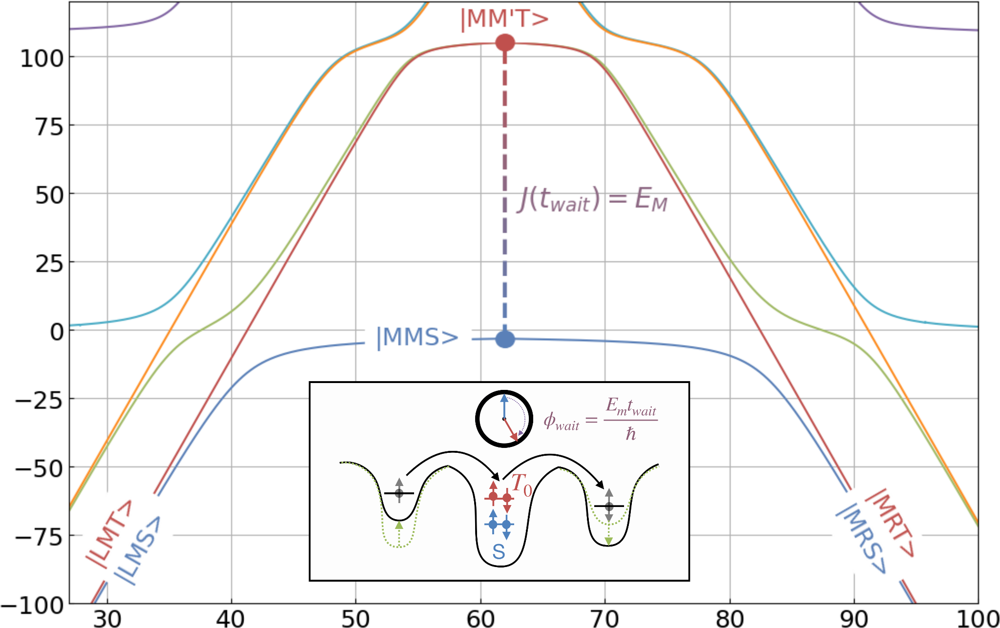 |MM'T>
100
75
50
J(t_wait) = E_M
25
0
|MMS>
−25
ϕ_wait = E_m t_wait / ħ
−50
T_0
|LMT>
|LMS>
|MRT>
|MRS>
−75
S
−100
30 40 50 60 70 80 90 100